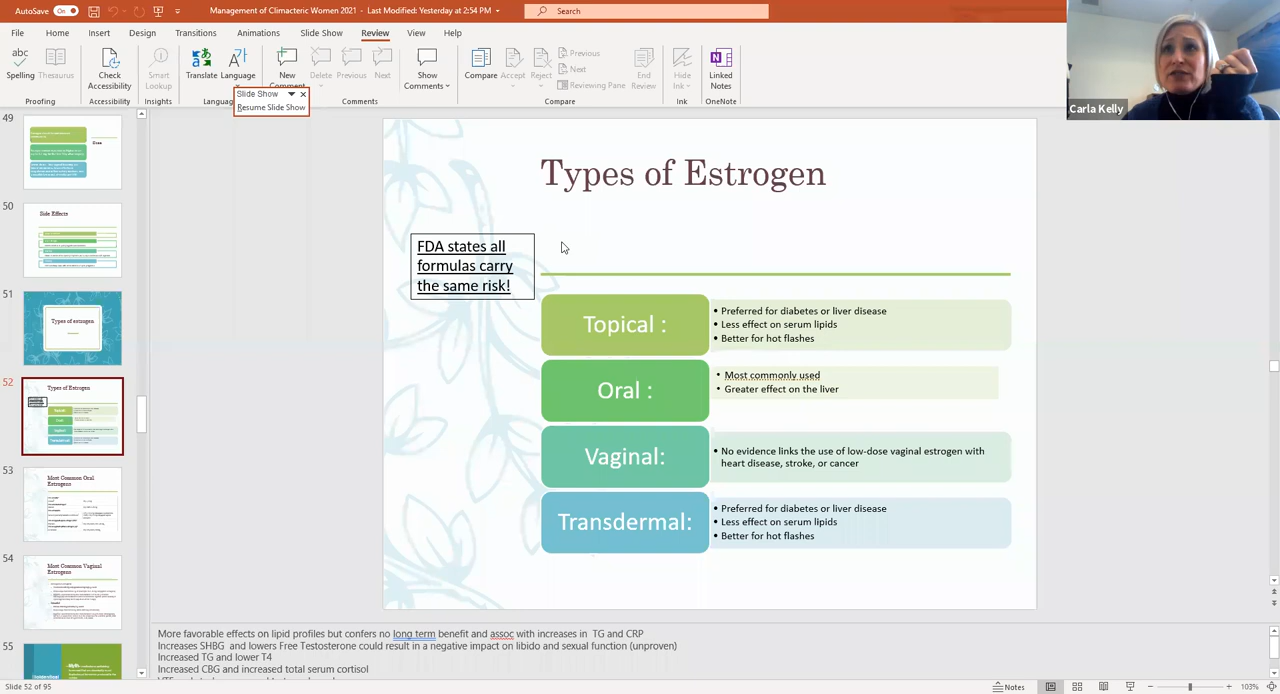 AutoSave On Management of Climacteric Women 2021 - Last Modified: Yesterday at 2:54 PM Search
File Home Insert Design Transitions Animations Slide Show Review View Help
Spelling Thesaurus Check Accessibility Smart Lookup Translate Language New Comment Delete Previous Next Show Comments Compare Accept Reject Previous Next Reviewing Pane End Review Hide Ink Linked Notes
Proofing Accessibility Insights Comments Compare Ink OneNote
Slide Show
Resume Slide Show
Carla Kelly
49
50
Side Effects
51
Types of estrogen
52
Types of Estrogen
53
Most Common Oral
Estrogens
54
Most Common Vaginal
Estrogens
55
Types of Estrogen
FDA states all
formulas carry
the same risk!
Topical :
• Preferred for diabetes or liver disease
• Less effect on serum lipids
• Better for hot flashes
Oral :
• Most commonly used
• Greater effect on the liver
Vaginal:
• No evidence links the use of low-dose vaginal estrogen with
heart disease, stroke, or cancer
Transdermal:
• Preferred for diabetes or liver disease
• Less effect on serum lipids
• Better for hot flashes
More favorable effects on lipid profiles but confers no long term benefit and assoc with increases in TG and CRP
Increases SHBG and lowers Free Testosterone could result in a negative impact on libido and sexual function (unproven)
Increased TG and lower T4
Increased CBG and increased total serum cortisol
Slide 52 of 95 Notes 103%